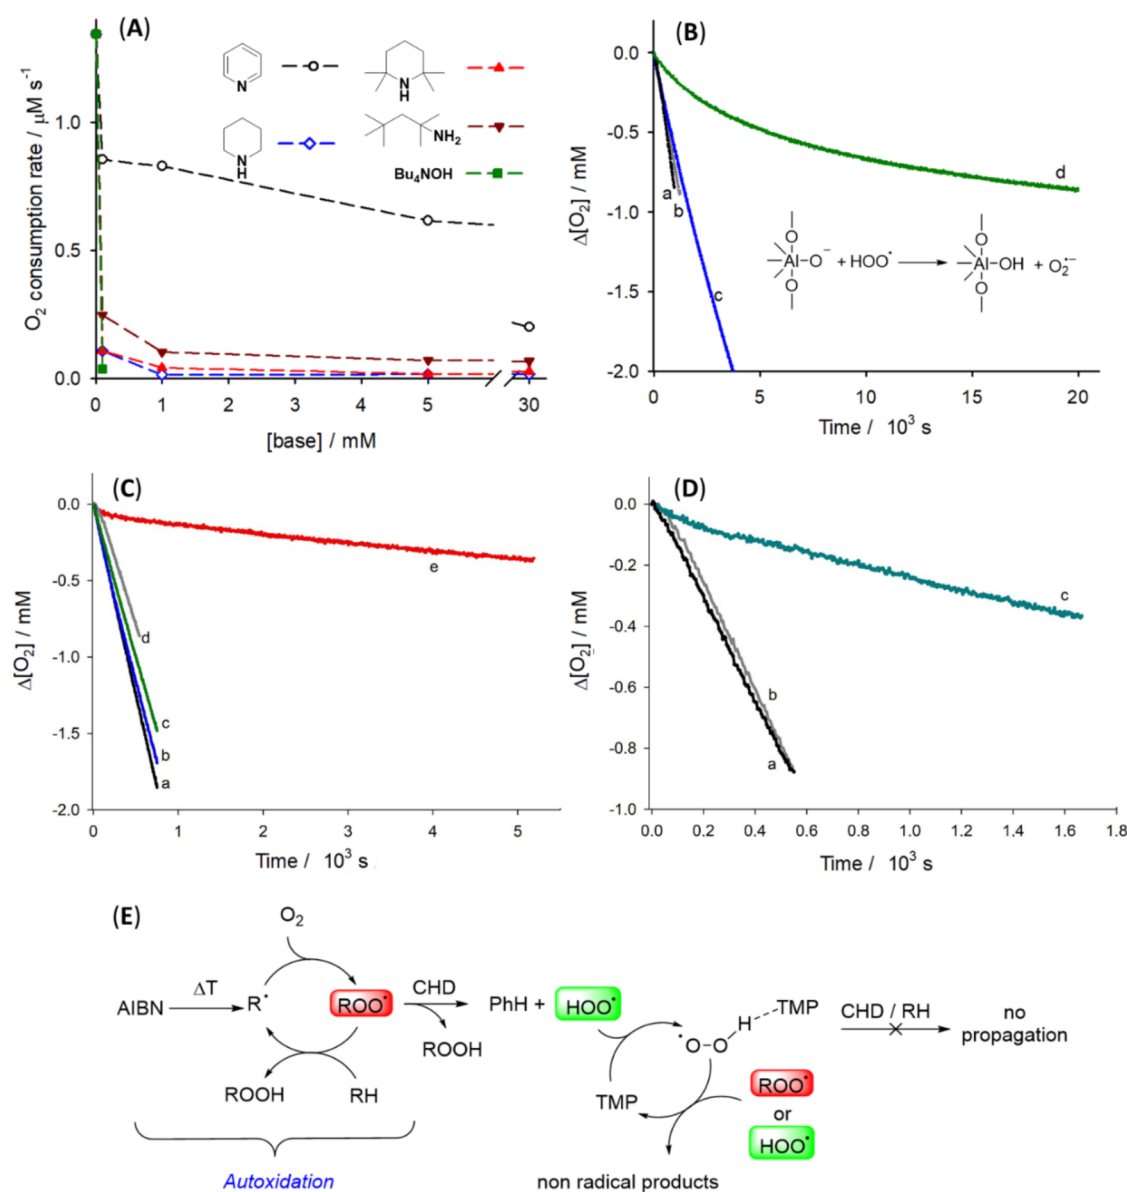 (A)
O2 consumption rate / μM s-1
1.0
0.5
0.0
N
N
H
N
H
NH2
Bu4NOH
0 1 2 3 4 5 30
[base] / mM
(B)
Δ[O2] / mM
0.0
-0.5
-1.0
-1.5
-2.0
a
b
c
d
O
Al-O− + HOO• Al-OH + O2•−
O
O
O
0 5 10 15 20
Time / 10³ s
(C)
Δ[O2] / mM
0.0
-0.5
-1.0
-1.5
-2.0
e
d
c
b
a
0 1 2 3 4 5
Time / 10³ s
(D)
Δ[O2] / mM
0.0
-0.2
-0.4
-0.6
-0.8
-1.0
c
b
a
0.0 0.2 0.4 0.6 0.8 1.0 1.2 1.4 1.6 1.8
Time / 10³ s
(E)
O2
AIBN ΔT R• ROO• CHD PhH + HOO•
ROOH
ROOH RH
Autoxidation
•O-O H TMP
TMP
CHD / RH
no
propagation
ROO•
or
HOO•
non radical products